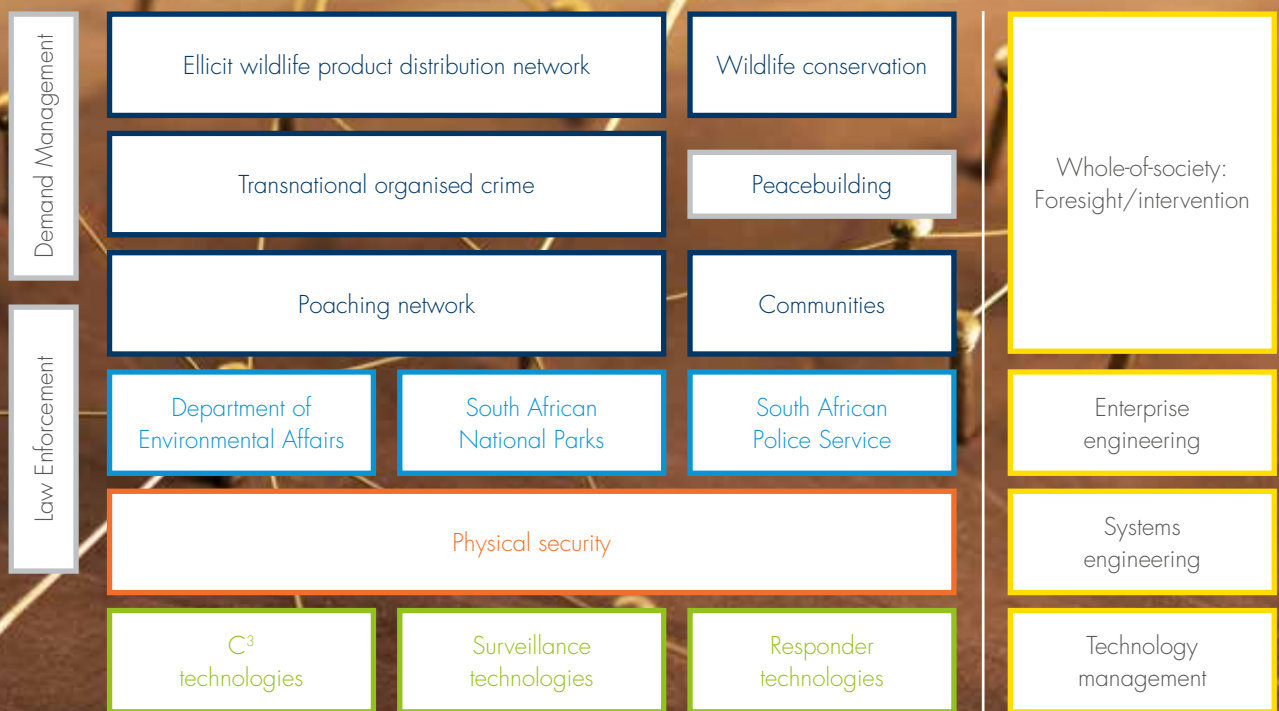 Demand Management
Ellicit wildlife product distribution network
Wildlife conservation
Whole-of-society:
Foresight/intervention
Transnational organised crime
Peacebuilding
Poaching network
Communities
Law Enforcement
Department of
Environmental Affairs
South African
National Parks
South African
Police Service
Enterprise
engineering
Physical security
Systems
engineering
C³
technologies
Surveillance
technologies
Responder
technologies
Technology
management